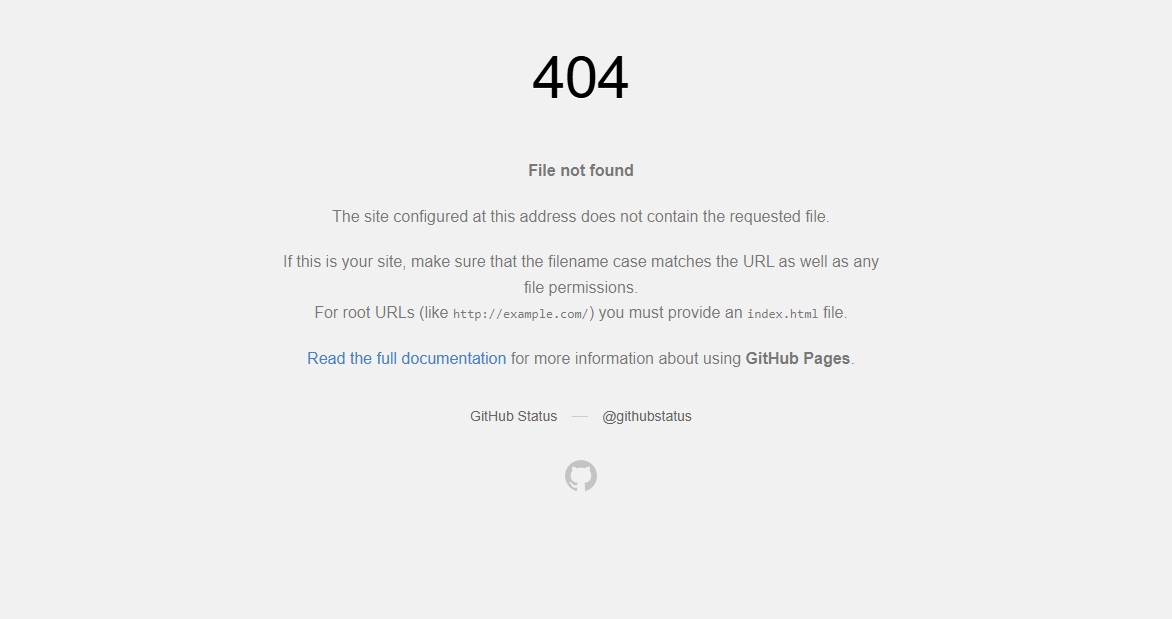 404
File not found
The site configured at this address does not contain the requested file.
If this is your site, make sure that the filename case matches the URL as well as any
file permissions.
For root URLs (like http://example.com/) you must provide an index.html file.
Read the full documentation for more information about using GitHub Pages.
GitHub Status — @githubstatus